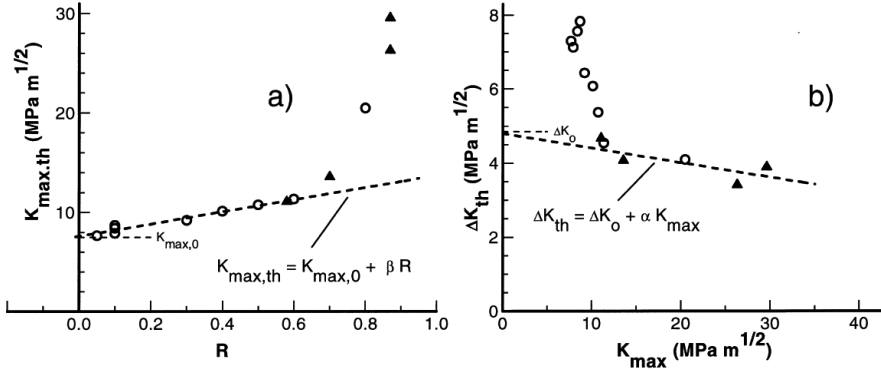 a)
30
20
10
0
K_max.th (MPa m^1/2)
K_max,0
K_max,th = K_max,0 + β R
0.0 0.2 0.4 0.6 0.8 1.0
R
b)
8
6
4
2
0
ΔK_th (MPa m^1/2)
ΔK_o
ΔK_th = ΔK_o + α K_max
0 10 20 30 40
K_max (MPa m^1/2)